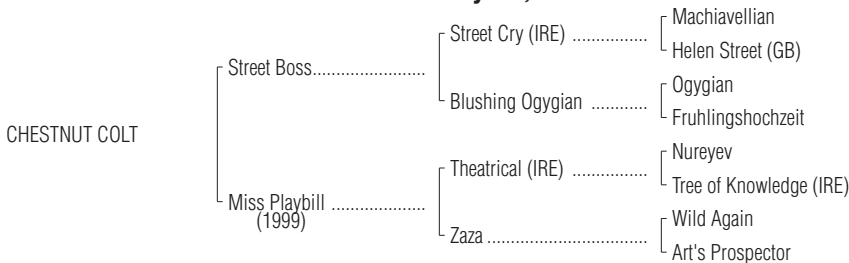 Machiavellian
Street Cry (IRE) ................
Helen Street (GB)
Street Boss........................
Ogygian
Blushing Ogygian ............
Fruhlingshochzeit
CHESTNUT COLT
Nureyev
Theatrical (IRE) ................
Tree of Knowledge (IRE)
Miss Playbill ....................
(1999)
Wild Again
Zaza ..................................
Art's Prospector